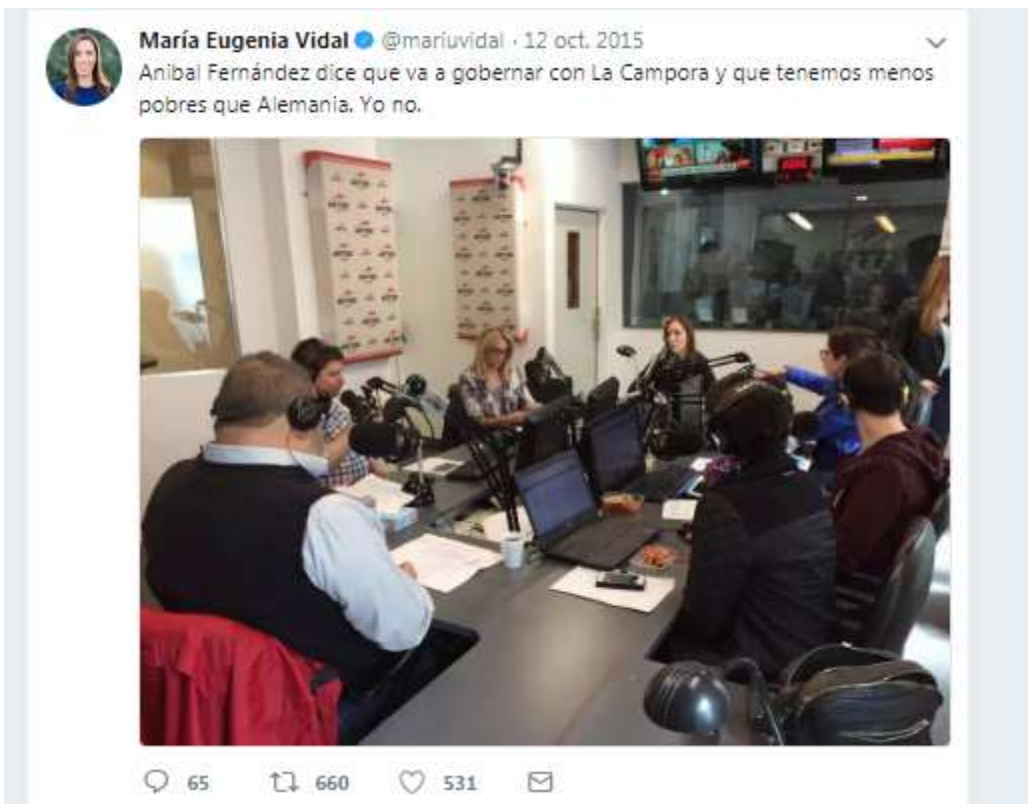 María Eugenia Vidal @mariuvidal · 12 oct. 2015
Anibal Fernández dice que va a gobernar con La Campora y que tenemos menos
pobres que Alemania. Yo no.
65 660 531